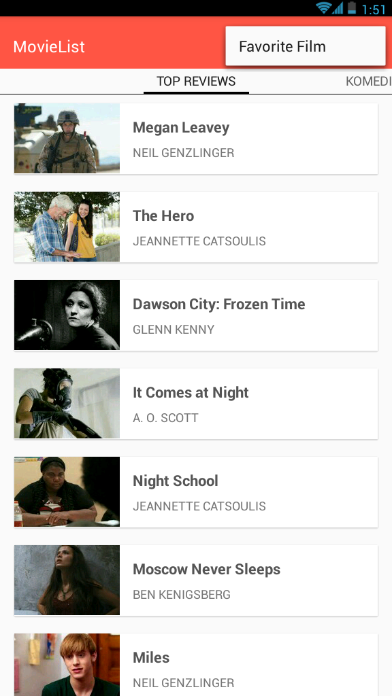 1:51
MovieList
Favorite Film
TOP REVIEWS
KOMEDI
Megan Leavey
NEIL GENZLINGER
The Hero
JEANNETTE CATSOULIS
Dawson City: Frozen Time
GLENN KENNY
It Comes at Night
A. O. SCOTT
Night School
JEANNETTE CATSOULIS
Moscow Never Sleeps
BEN KENIGSBERG
Miles
NEIL GENZLINGER